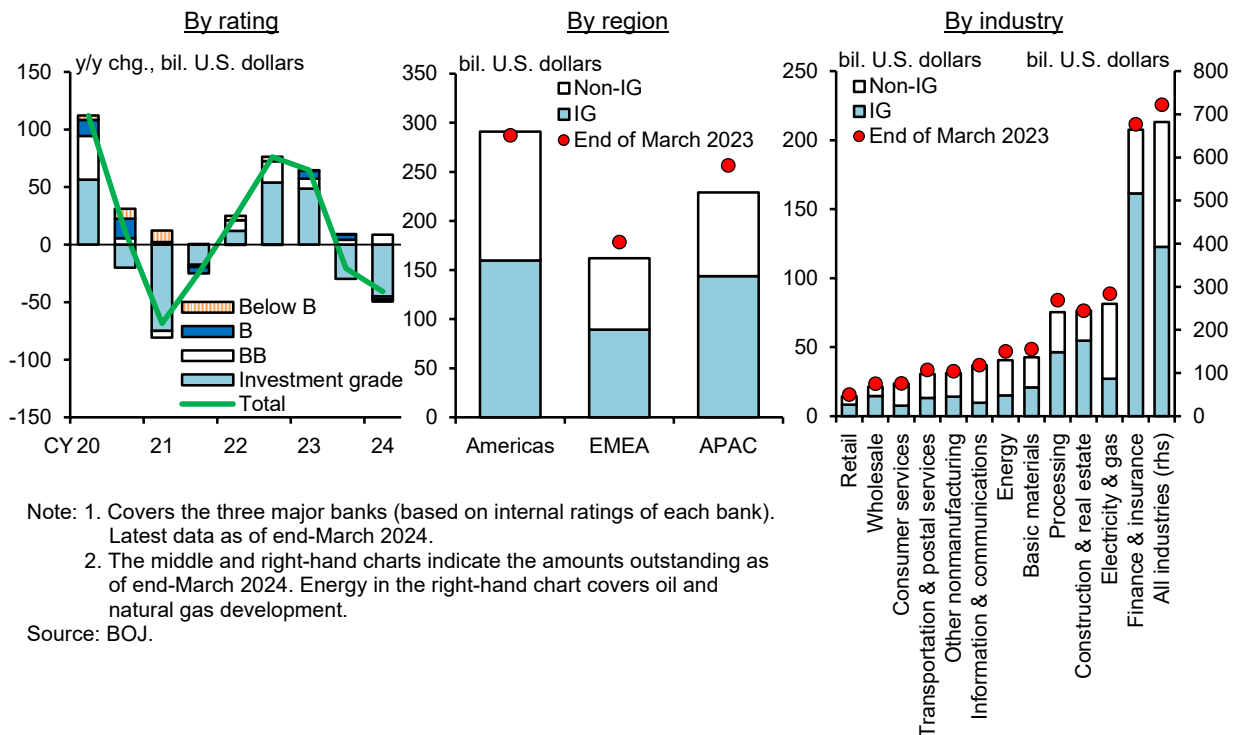 By rating
y/y chg., bil. U.S. dollars
150
100
50
0
-50
-100
-150
Below B
B
BB
Investment grade
Total
CY 20
21
22
23
24
By region
bil. U.S. dollars
350
300
250
200
150
100
50
0
Non-IG
IG
End of March 2023
Americas
EMEA
APAC
By industry
bil. U.S. dollars
bil. U.S. dollars
250
200
150
100
50
0
Non-IG
IG
End of March 2023
800
700
600
500
400
300
200
100
0
Retail
Wholesale
Consumer services
Transportation & postal services
Other nonmanufacturing
Information & communications
Energy
Basic materials
Processing
Construction & real estate
Electricity & gas
Finance & insurance
All industries (rhs)
Note: 1. Covers the three major banks (based on internal ratings of each bank).
Latest data as of end-March 2024.
2. The middle and right-hand charts indicate the amounts outstanding as
of end-March 2024. Energy in the right-hand chart covers oil and
natural gas development.
Source: BOJ.